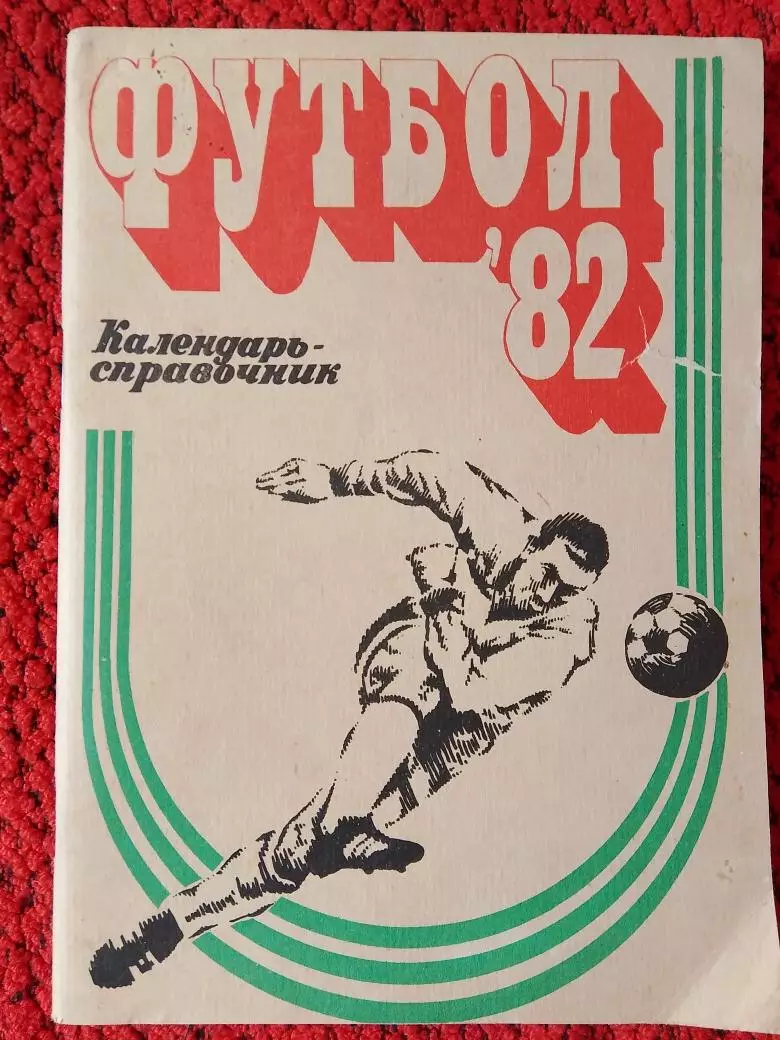 ФУТБОЛ
'82
Календарь-
справочник